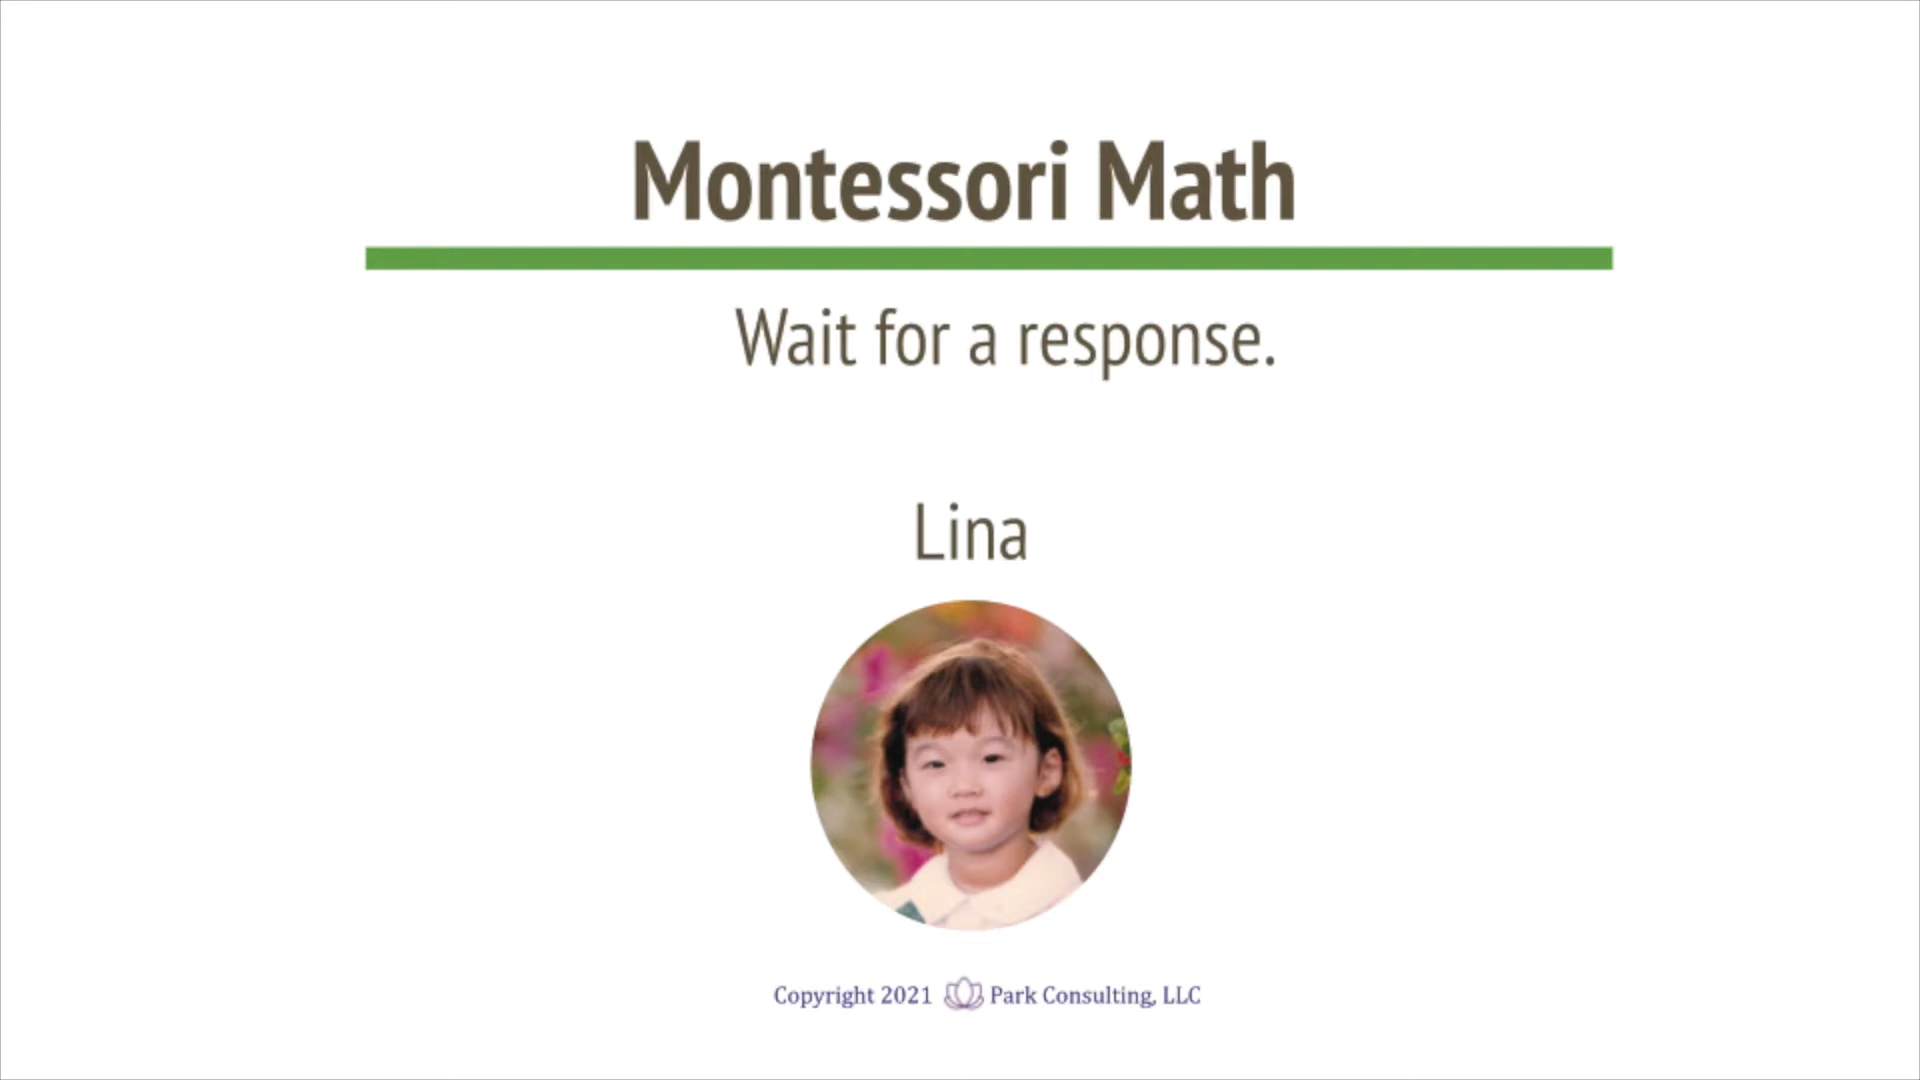 Montessori Math
Wait for a response.
Lina
Copyright 2021 Park Consulting, LLC